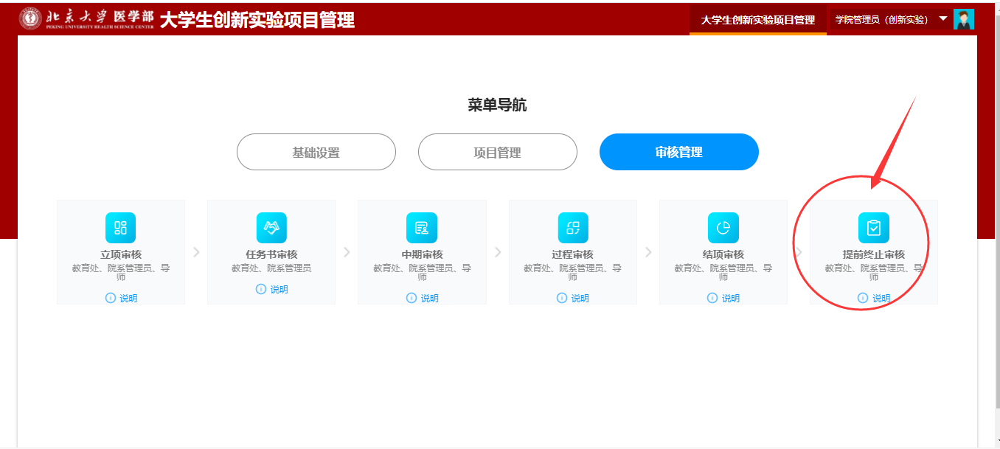 北京大学医学部 大学生创新实验项目管理
PEKING UNIVERSITY HEALTH SCIENCE CENTER
大学生创新实验项目管理
学院管理员（创新实验）
菜单导航
基础设置
项目管理
审核管理
立项审核
教育处、院系管理员、导
师
说明
任务书审核
教育处、院系管理员
说明
中期审核
教育处、院系管理员、导
师
说明
过程审核
教育处、院系管理员、导
师
说明
结项审核
教育处、院系管理员、导
师
说明
提前终止审核
教育处、院系管理员、导
师
说明